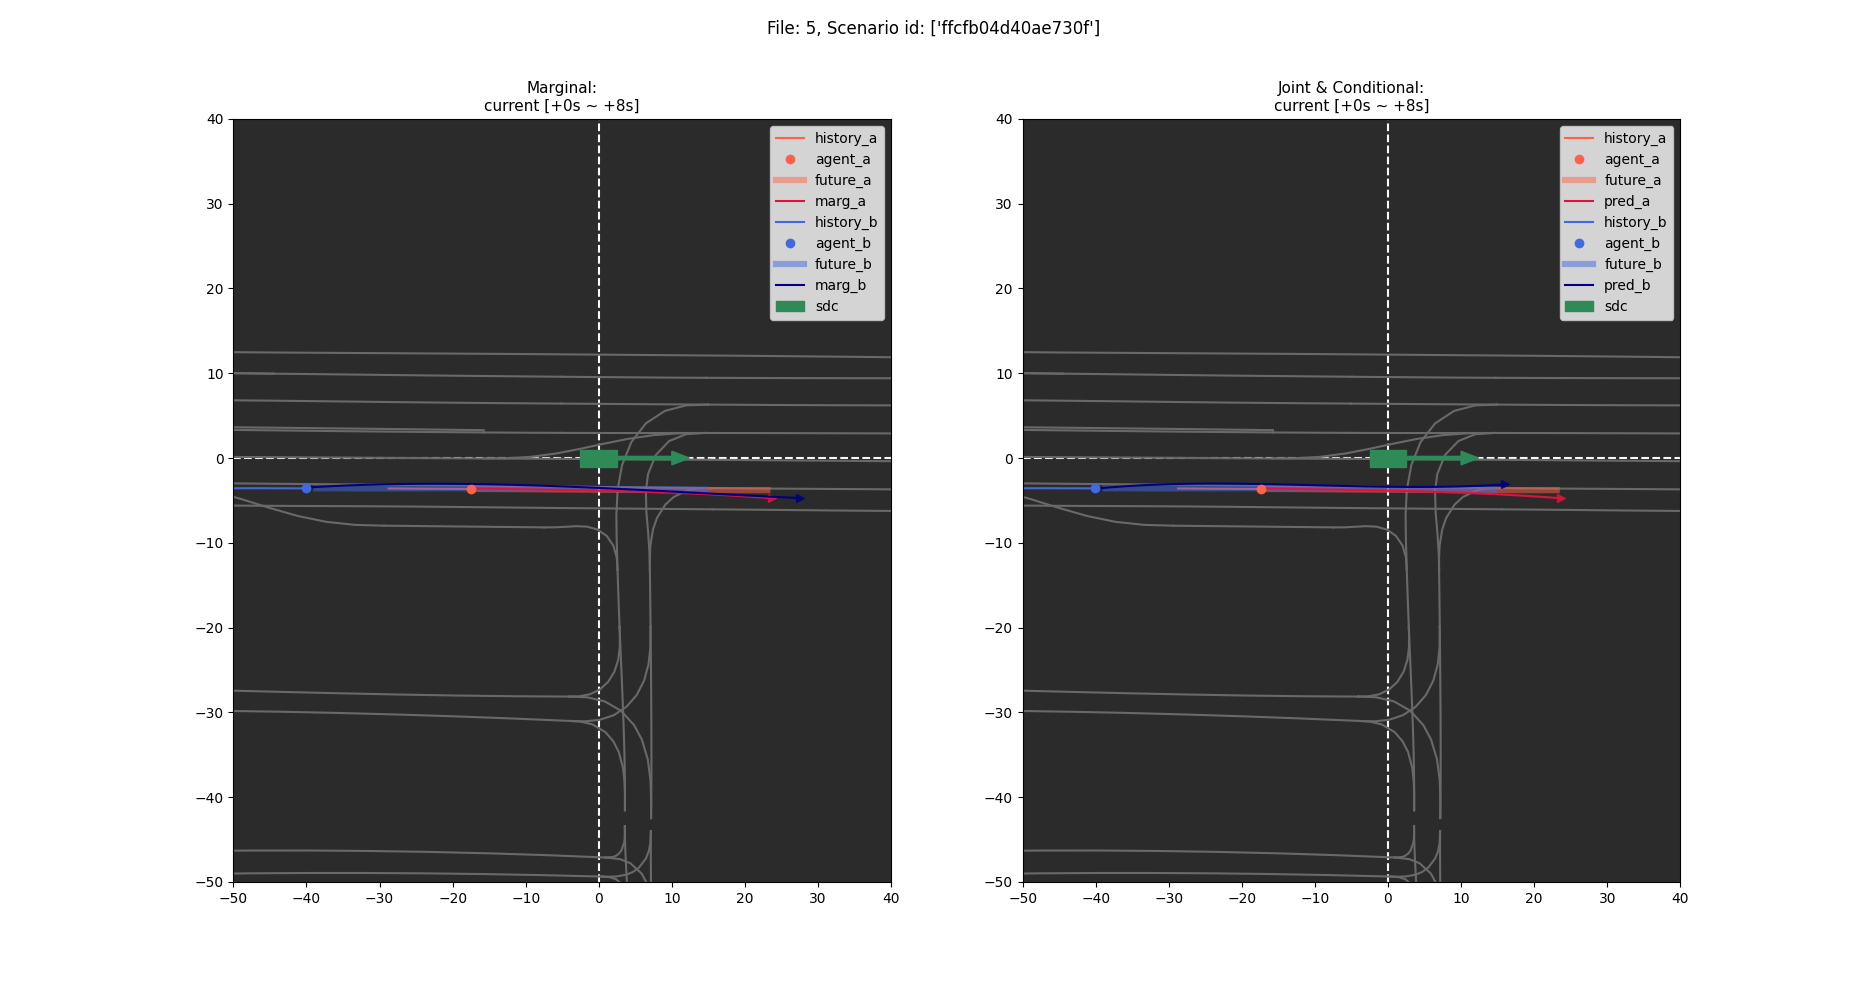 File: 5, Scenario id: ['ffcfb04d40ae730f']
Marginal:
current [+0s ~ +8s]
40
30
20
10
0
−10
−20
−30
−40
−50
−50
−40
−30
−20
−10
0
10
20
30
40
history_a
agent_a
future_a
marg_a
history_b
agent_b
future_b
marg_b
sdc
Joint & Conditional:
current [+0s ~ +8s]
40
30
20
10
0
−10
−20
−30
−40
−50
−50
−40
−30
−20
−10
0
10
20
30
40
history_a
agent_a
future_a
pred_a
history_b
agent_b
future_b
pred_b
sdc